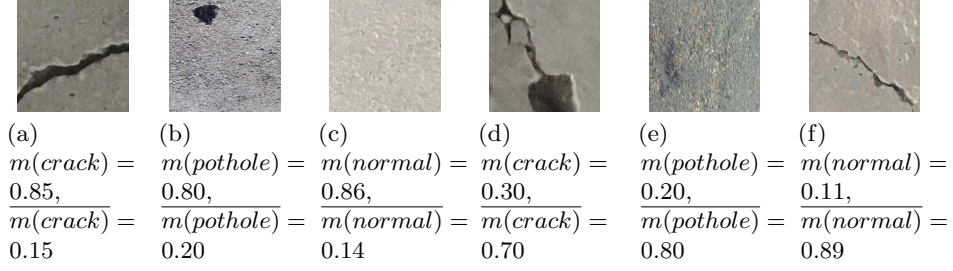 (a) (b) (c) (d) (e) (f)
m(crack) = m(pothole) = m(normal) = m(crack) = m(pothole) = m(normal) =
0.85, 0.80, 0.86, 0.30, 0.20, 0.11,
m(crack) = m(pothole) = m(normal) = m(crack) = m(pothole) = m(normal) =
0.15 0.20 0.14 0.70 0.80 0.89